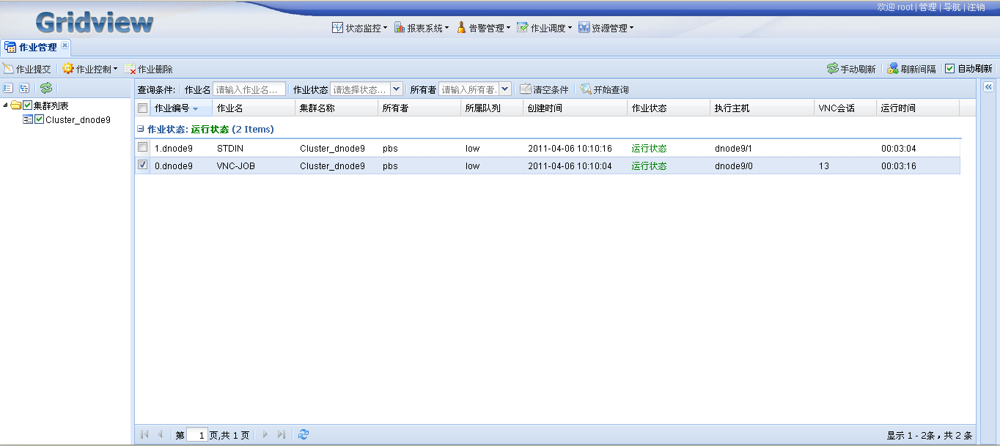 欢迎 root | 管理 | 导航 | 注销
Gridview
状态监控 报表系统 告警管理 作业调度 资源管理
作业管理
作业提交 作业控制 作业删除 手动刷新 刷新间隔 自动刷新
查询条件: 作业名 请输入作业名... 作业状态 请选择状态... 所有者 请输入所有者. 清空条件 开始查询
集群列表
Cluster_dnode9
作业编号 作业名 集群名称 所有者 所属队列 创建时间 作业状态 执行主机 VNC会话 运行时间
作业状态: 运行状态 (2 Items)
1.dnode9 STDIN Cluster_dnode9 pbs low 2011-04-06 10:10:16 运行状态 dnode9/1 00:03:04
0.dnode9 VNC-JOB Cluster_dnode9 pbs low 2011-04-06 10:10:04 运行状态 dnode9/0 13 00:03:16
第 1 页,共 1 页 显示 1 - 2条，共 2 条